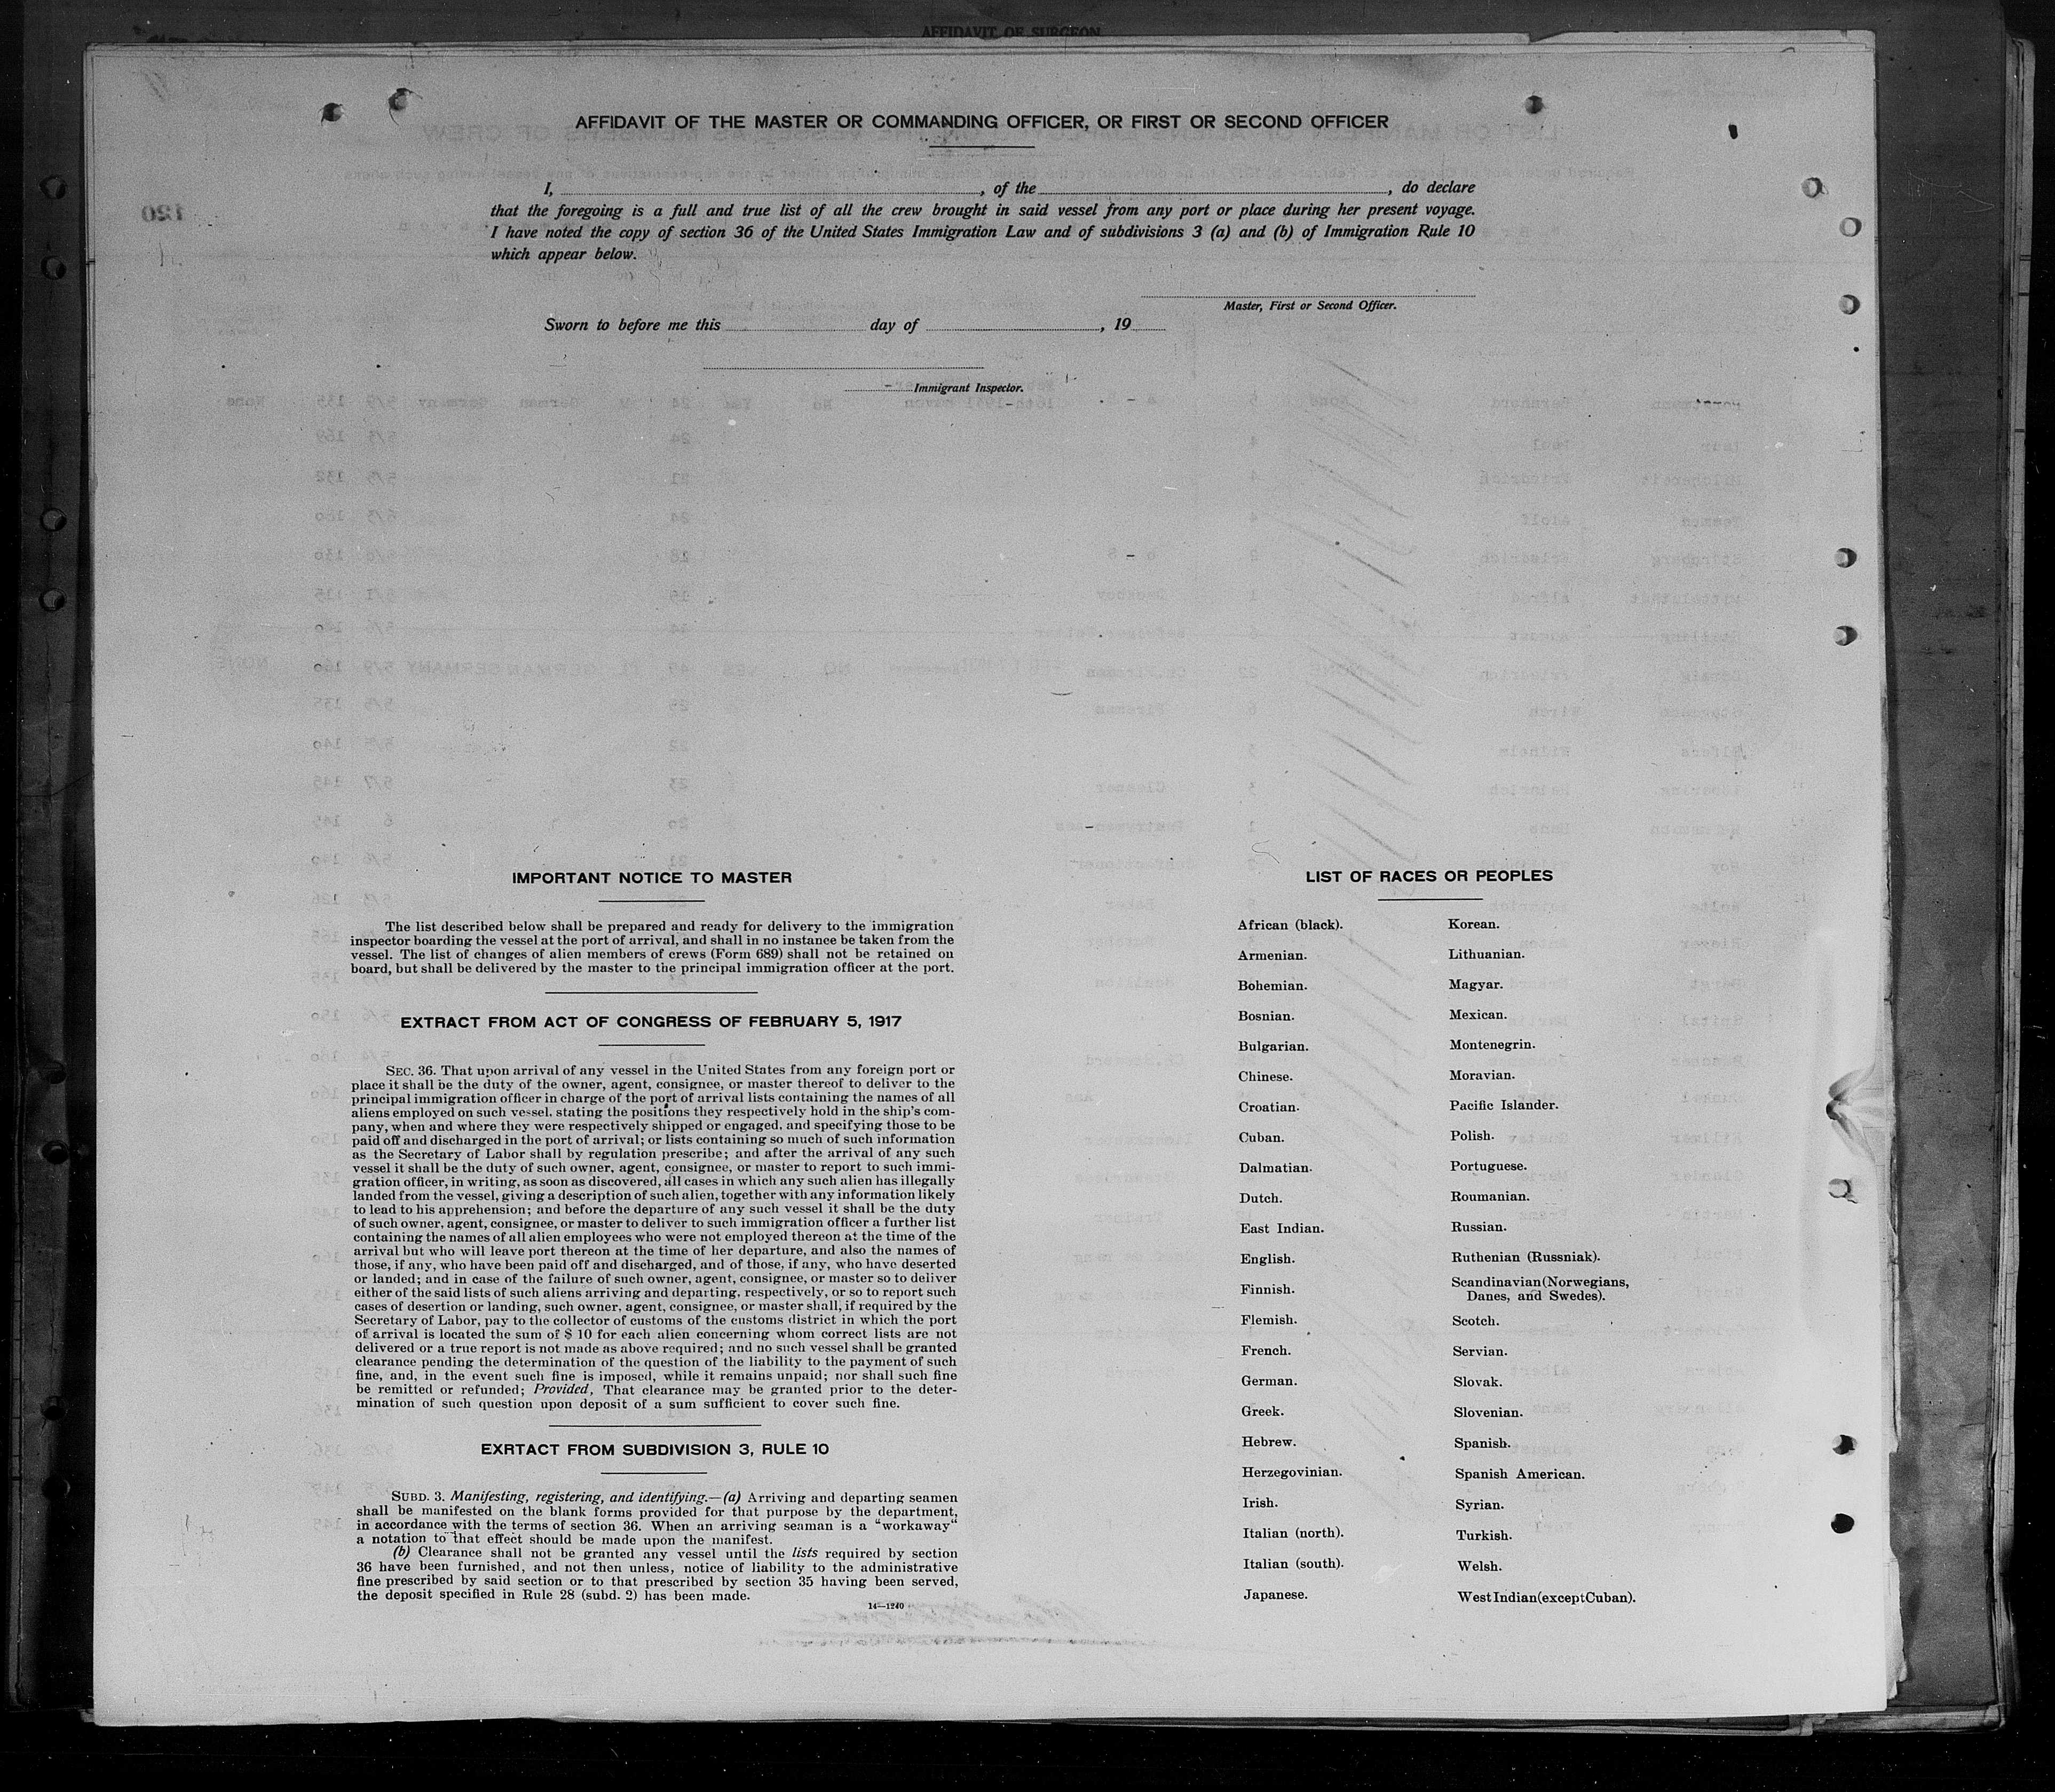 AFFIDAVIT OF SURGEON
AFFIDAVIT OF THE MASTER OR COMMANDING OFFICER, OR FIRST OR SECOND OFFICER
I, , of the , do declare
that the foregoing is a full and true list of all the crew brought in said vessel from any port or place during her present voyage.
I have noted the copy of section 36 of the United States Immigration Law and of subdivisions 3 (a) and (b) of Immigration Rule 10
which appear below.
Master, First or Second Officer.
Sworn to before me this day of , 19
Immigrant Inspector.
IMPORTANT NOTICE TO MASTER
The list described below shall be prepared and ready for delivery to the immigration
inspector boarding the vessel at the port of arrival, and shall in no instance be taken from the
vessel. The list of changes of alien members of crews (Form 689) shall not be retained on
board, but shall be delivered by the master to the principal immigration officer at the port.
EXTRACT FROM ACT OF CONGRESS OF FEBRUARY 5, 1917
SEC. 36. That upon arrival of any vessel in the United States from any foreign port or
place it shall be the duty of the owner, agent, consignee, or master thereof to deliver to the
principal immigration officer in charge of the port of arrival lists containing the names of all
aliens employed on such vessel, stating the positions they respectively hold in the ship's com-
pany, when and where they were respectively shipped or engaged, and specifying those to be
paid off and discharged in the port of arrival; or lists containing so much of such information
as the Secretary of Labor shall by regulation prescribe; and after the arrival of any such
vessel it shall be the duty of such owner, agent, consignee, or master to report to such immi-
gration officer, in writing, as soon as discovered, all cases in which any such alien has illegally
landed from the vessel, giving a description of such alien, together with any information likely
to lead to his apprehension; and before the departure of any such vessel it shall be the duty
of such owner, agent, consignee, or master to deliver to such immigration officer a further list
containing the names of all alien employees who were not employed thereon at the time of the
arrival but who will leave port thereon at the time of her departure, and also the names of
those, if any, who have been paid off and discharged, and of those, if any, who have deserted
or landed; and in case of the failure of such owner, agent, consignee, or master so to deliver
either of the said lists of such aliens arriving and departing, respectively, or so to report such
cases of desertion or landing, such owner, agent, consignee, or master shall, if required by the
Secretary of Labor, pay to the collector of customs of the customs district in which the port
of arrival is located the sum of $ 10 for each alien concerning whom correct lists are not
delivered or a true report is not made as above required; and no such vessel shall be granted
clearance pending the determination of the question of the liability to the payment of such
fine, and, in the event such fine is imposed, while it remains unpaid; nor shall such fine
be remitted or refunded; Provided, That clearance may be granted prior to the deter-
mination of such question upon deposit of a sum sufficient to cover such fine.
EXRTACT FROM SUBDIVISION 3, RULE 10
SUBD. 3. Manifesting, registering, and identifying.—(a) Arriving and departing seamen
shall be manifested on the blank forms provided for that purpose by the department,
in accordance with the terms of section 36. When an arriving seaman is a “workaway“
a notation to that effect should be made upon the manifest.
(b) Clearance shall not be granted any vessel until the lists required by section
36 have been furnished, and not then unless, notice of liability to the administrative
fine prescribed by said section or to that prescribed by section 35 having been served,
the deposit specified in Rule 28 (subd. 2) has been made.
14—1240
LIST OF RACES OR PEOPLES
African (black).
Armenian.
Bohemian.
Bosnian.
Bulgarian.
Chinese.
Croatian.
Cuban.
Dalmatian.
Dutch.
East Indian.
English.
Finnish.
Flemish.
French.
German.
Greek.
Hebrew.
Herzegovinian.
Irish.
Italian (north).
Italian (south).
Japanese.
Korean.
Lithuanian.
Magyar.
Mexican.
Montenegrin.
Moravian.
Pacific Islander.
Polish.
Portuguese.
Roumanian.
Russian.
Ruthenian (Russniak).
Scandinavian (Norwegians,
Danes, and Swedes).
Scotch.
Servian.
Slovak.
Slovenian.
Spanish.
Spanish American.
Syrian.
Turkish.
Welsh.
West Indian (except Cuban).